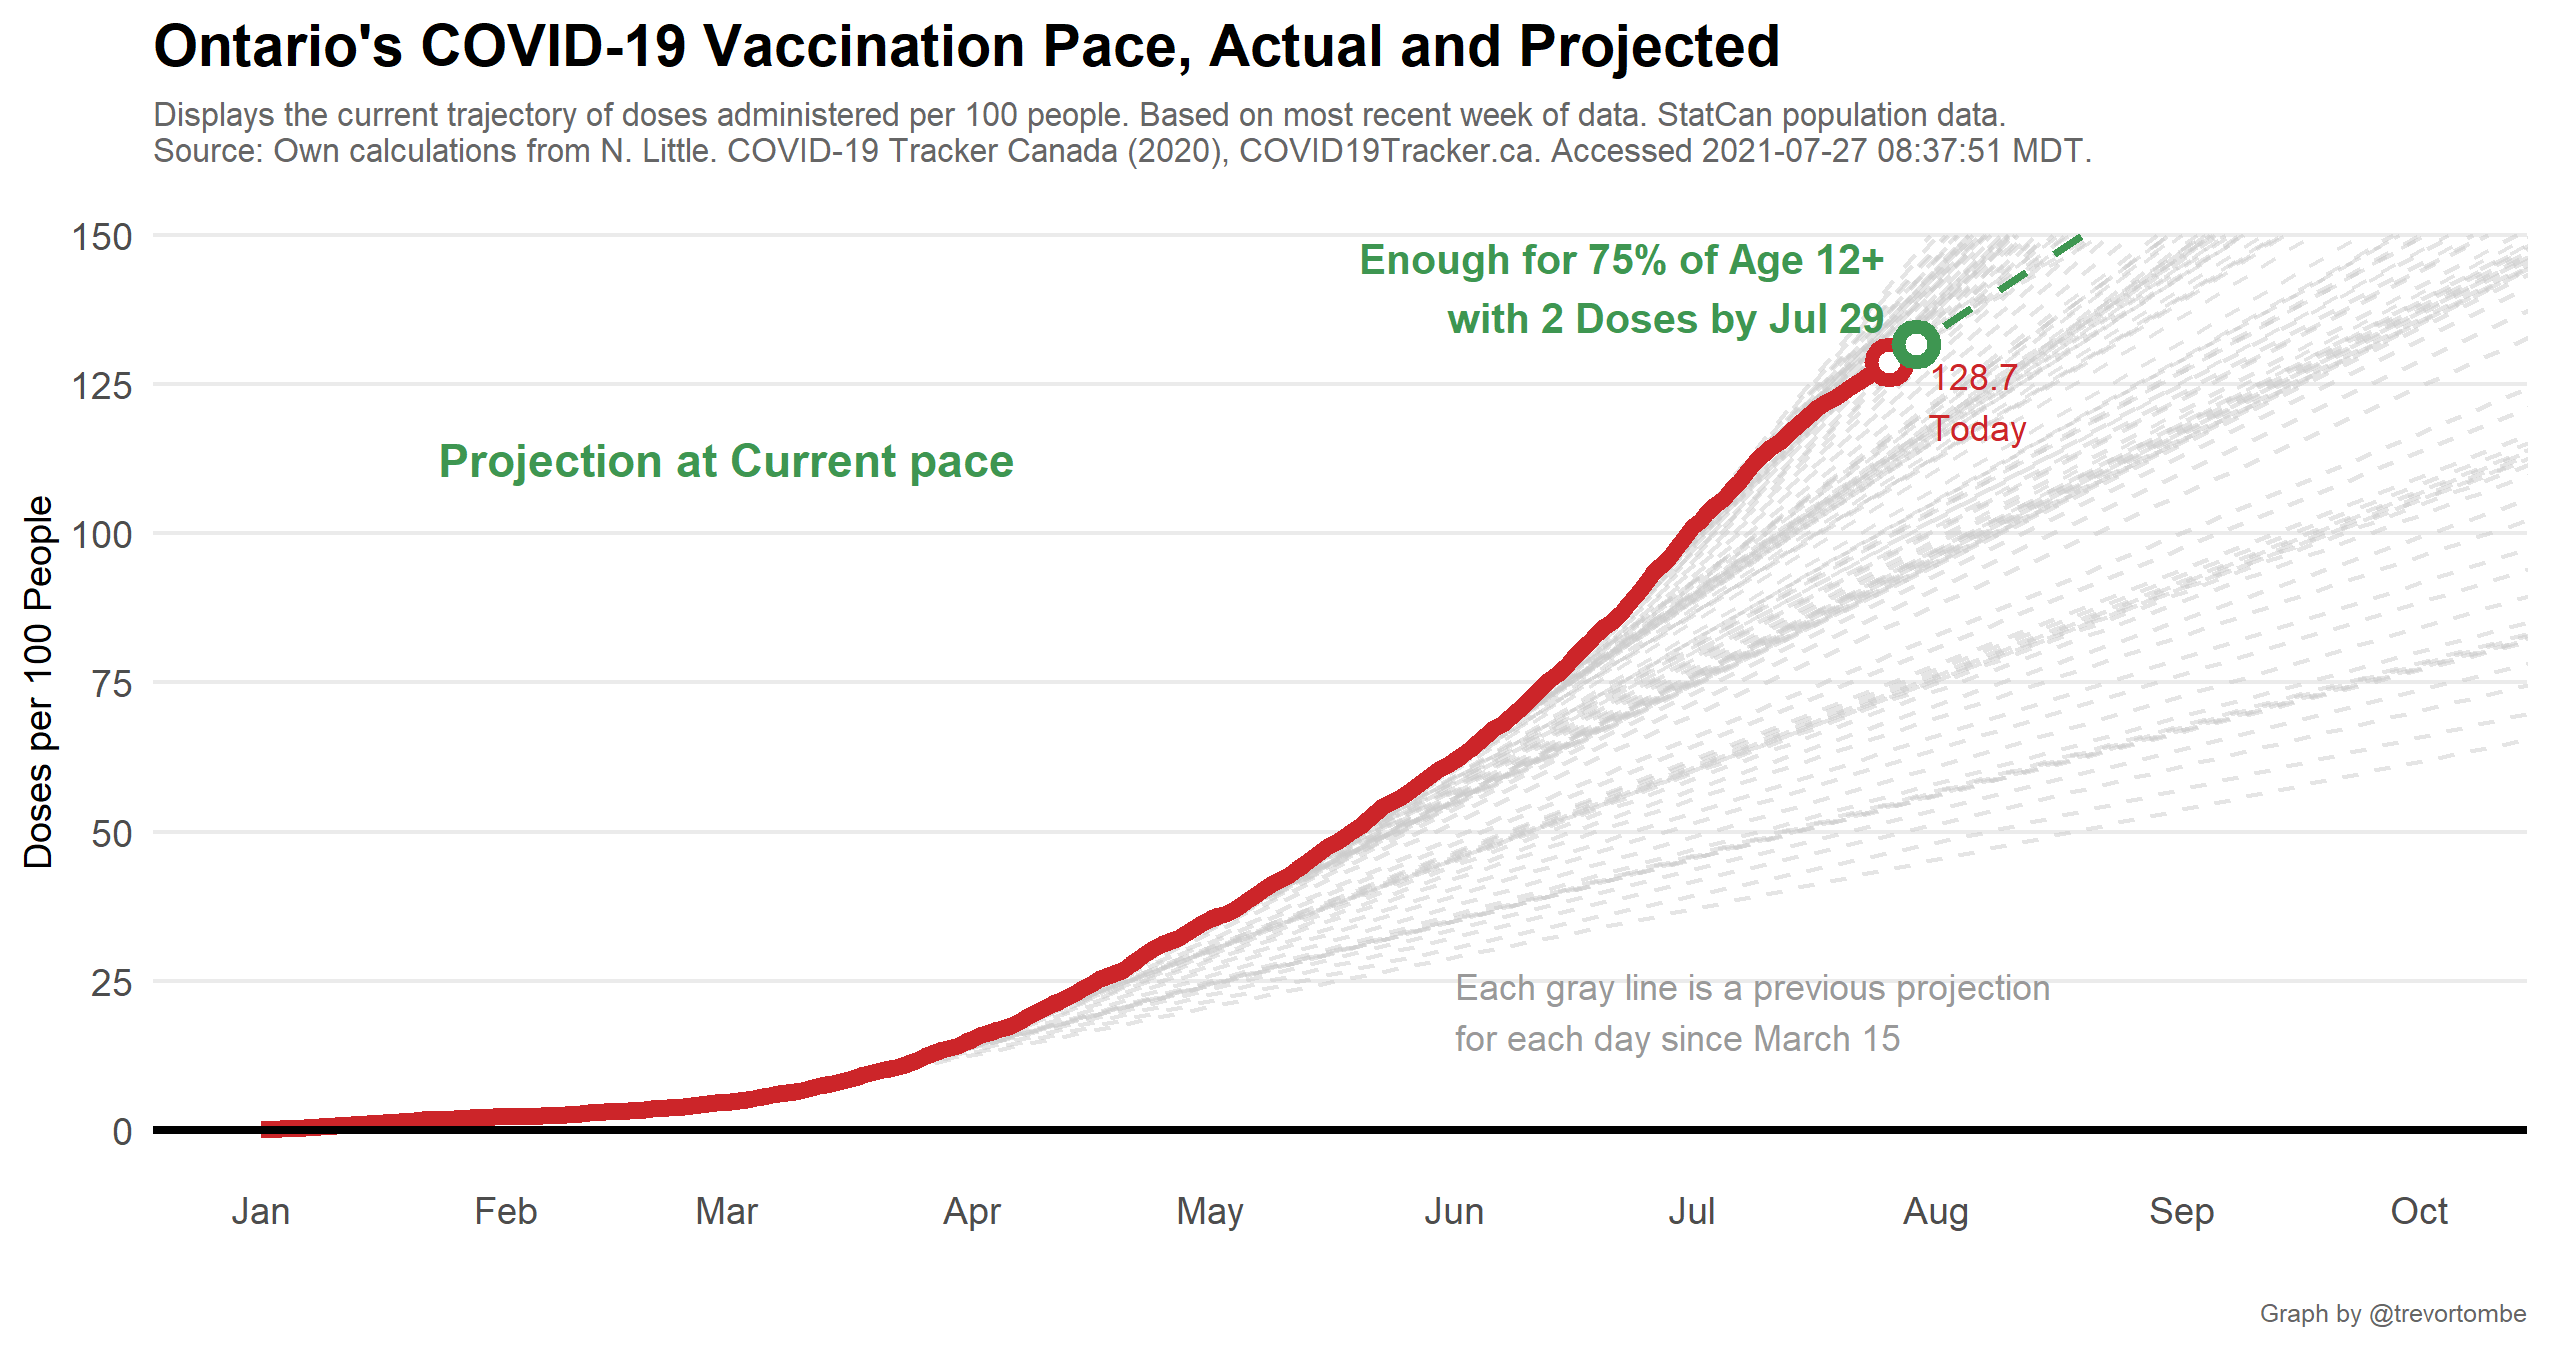 Ontario's COVID-19 Vaccination Pace, Actual and Projected
Displays the current trajectory of doses administered per 100 people. Based on most recent week of data. StatCan population data.
Source: Own calculations from N. Little. COVID-19 Tracker Canada (2020), COVID19Tracker.ca. Accessed 2021-07-27 08:37:51 MDT.
Doses per 100 People
150
125
100
75
50
25
0
Enough for 75% of Age 12+
with 2 Doses by Jul 29
128.7
Today
Projection at Current pace
Each gray line is a previous projection
for each day since March 15
Jan Feb Mar Apr May Jun Jul Aug Sep Oct
Graph by @trevortombe